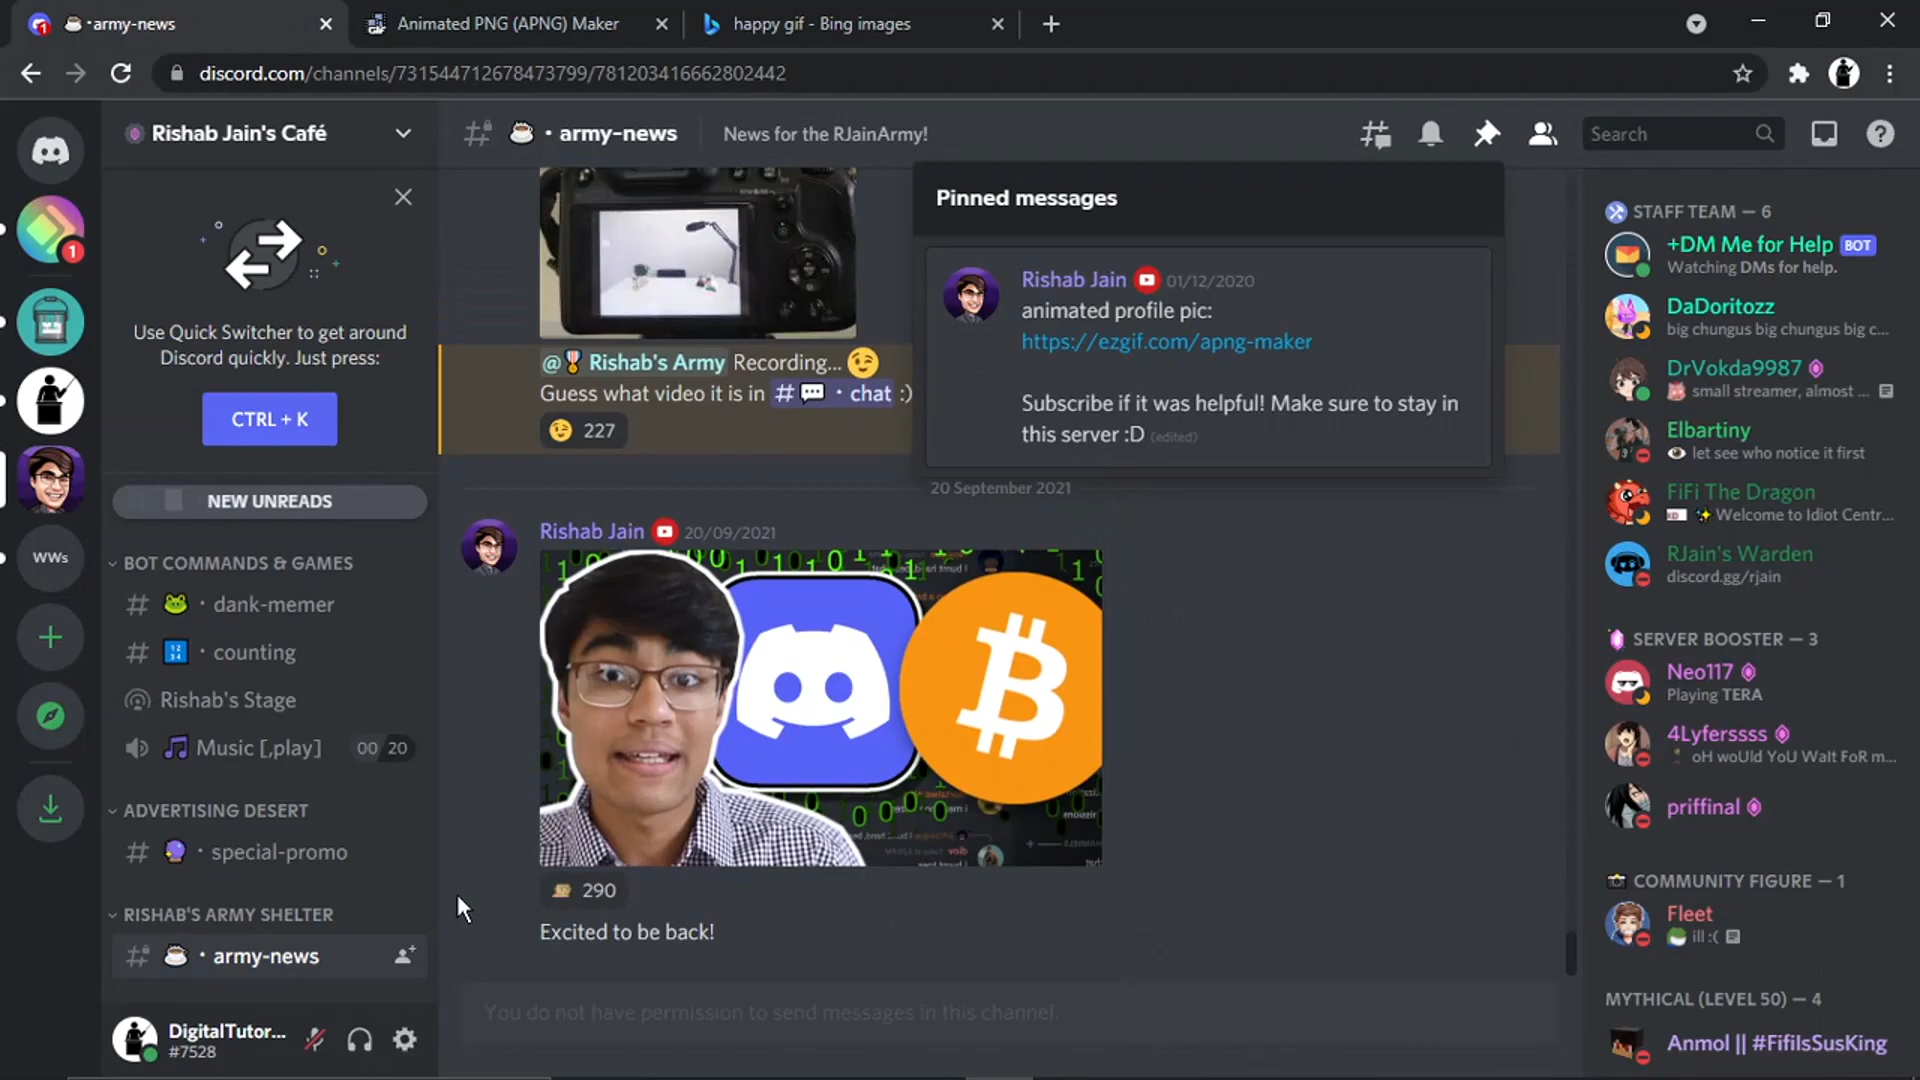 · army-news
Animated PNG (APNG) Maker
happy gif - Bing images
discord.com/channels/731544712678473799/781203416662802442
Rishab Jain's Café
· army-news
News for the RJainArmy!
Search
1
Use Quick Switcher to get around
Discord quickly. Just press:
CTRL + K
NEW UNREADS
WWs
BOT COMMANDS & GAMES
# · dank-memer
# · counting
Rishab's Stage
Music [,play] 00 20
ADVERTISING DESERT
# · special-promo
RISHAB'S ARMY SHELTER
· army-news
DigitalTutor...
#7528
@ Rishab's Army Recording...
Guess what video it is in # · chat :)
227
Pinned messages
Rishab Jain 01/12/2020
animated profile pic:
https://ezgif.com/apng-maker
Subscribe if it was helpful! Make sure to stay in
this server :D (edited)
20 September 2021
Rishab Jain 20/09/2021
290
Excited to be back!
You do not have permission to send messages in this channel.
STAFF TEAM — 6
+DM Me for Help BOT
Watching DMs for help.
DaDoritozz
big chungus big chungus big c...
DrVokda9987
small streamer, almost ...
Elbartiny
let see who notice it first
FiFi The Dragon
Welcome to Idiot Centr...
RJain's Warden
discord.gg/rjain
SERVER BOOSTER — 3
Neo117
Playing TERA
4Lyferssss
oH woUld YoU WaIt FoR m...
priffinal
COMMUNITY FIGURE — 1
Fleet
ill :(
MYTHICAL (LEVEL 50) — 4
Anmol || #FifiIsSusKing